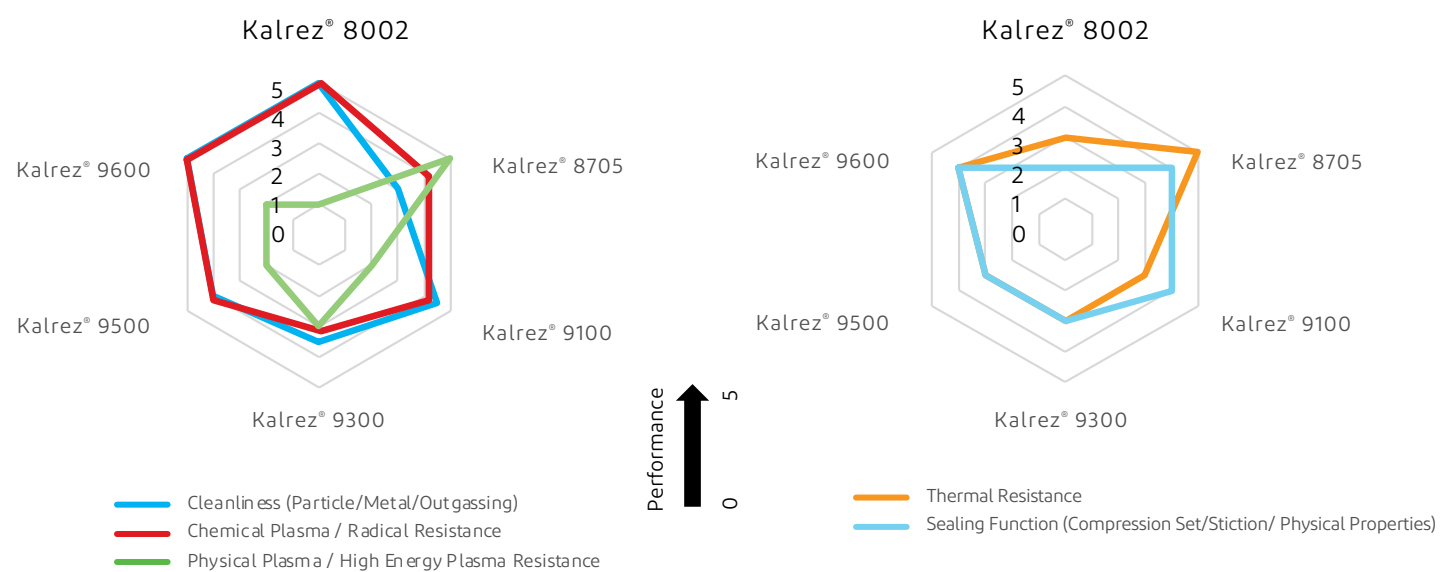 Kalrez® 8002
5
4
3
2
1
0
Kalrez® 9600
Kalrez® 8705
Kalrez® 9500
Kalrez® 9100
Kalrez® 9300
Cleanliness (Particle/Metal/Outgassing)
Chemical Plasma / Radical Resistance
Physical Plasma / High Energy Plasma Resistance
Performance
5
0
Kalrez® 8002
5
4
3
2
1
0
Kalrez® 9600
Kalrez® 8705
Kalrez® 9500
Kalrez® 9100
Kalrez® 9300
Thermal Resistance
Sealing Function (Compression Set/Stiction/ Physical Properties)